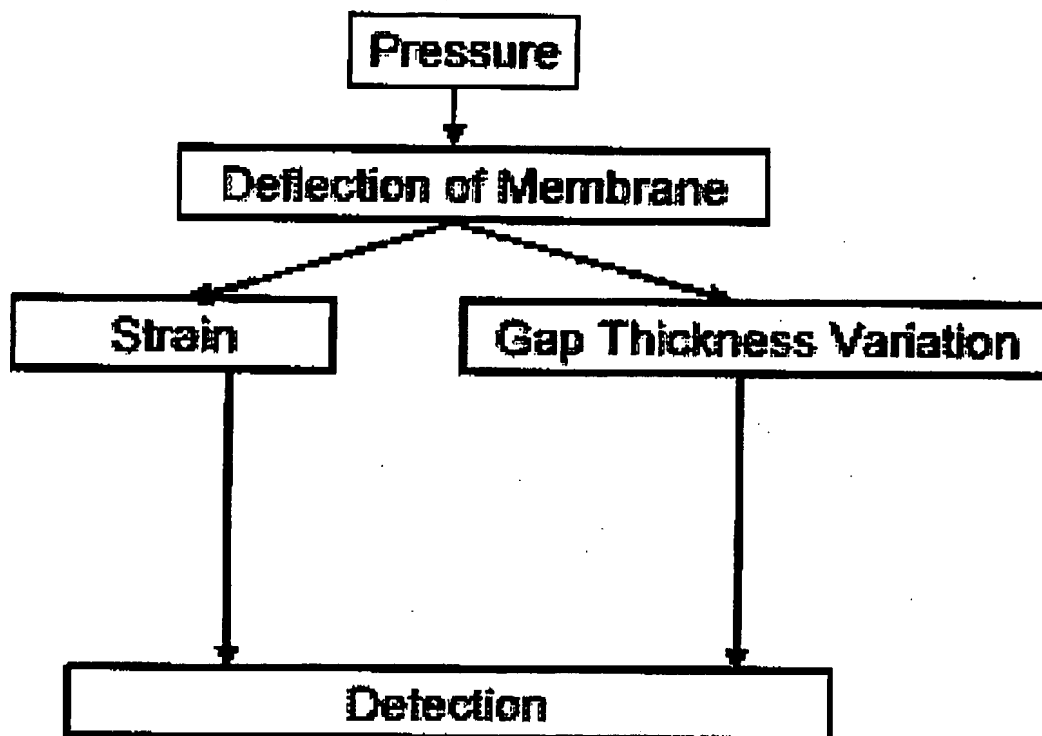 Pressure
Deflection of Membrane
Strain
Gap Thickness Variation
Detection